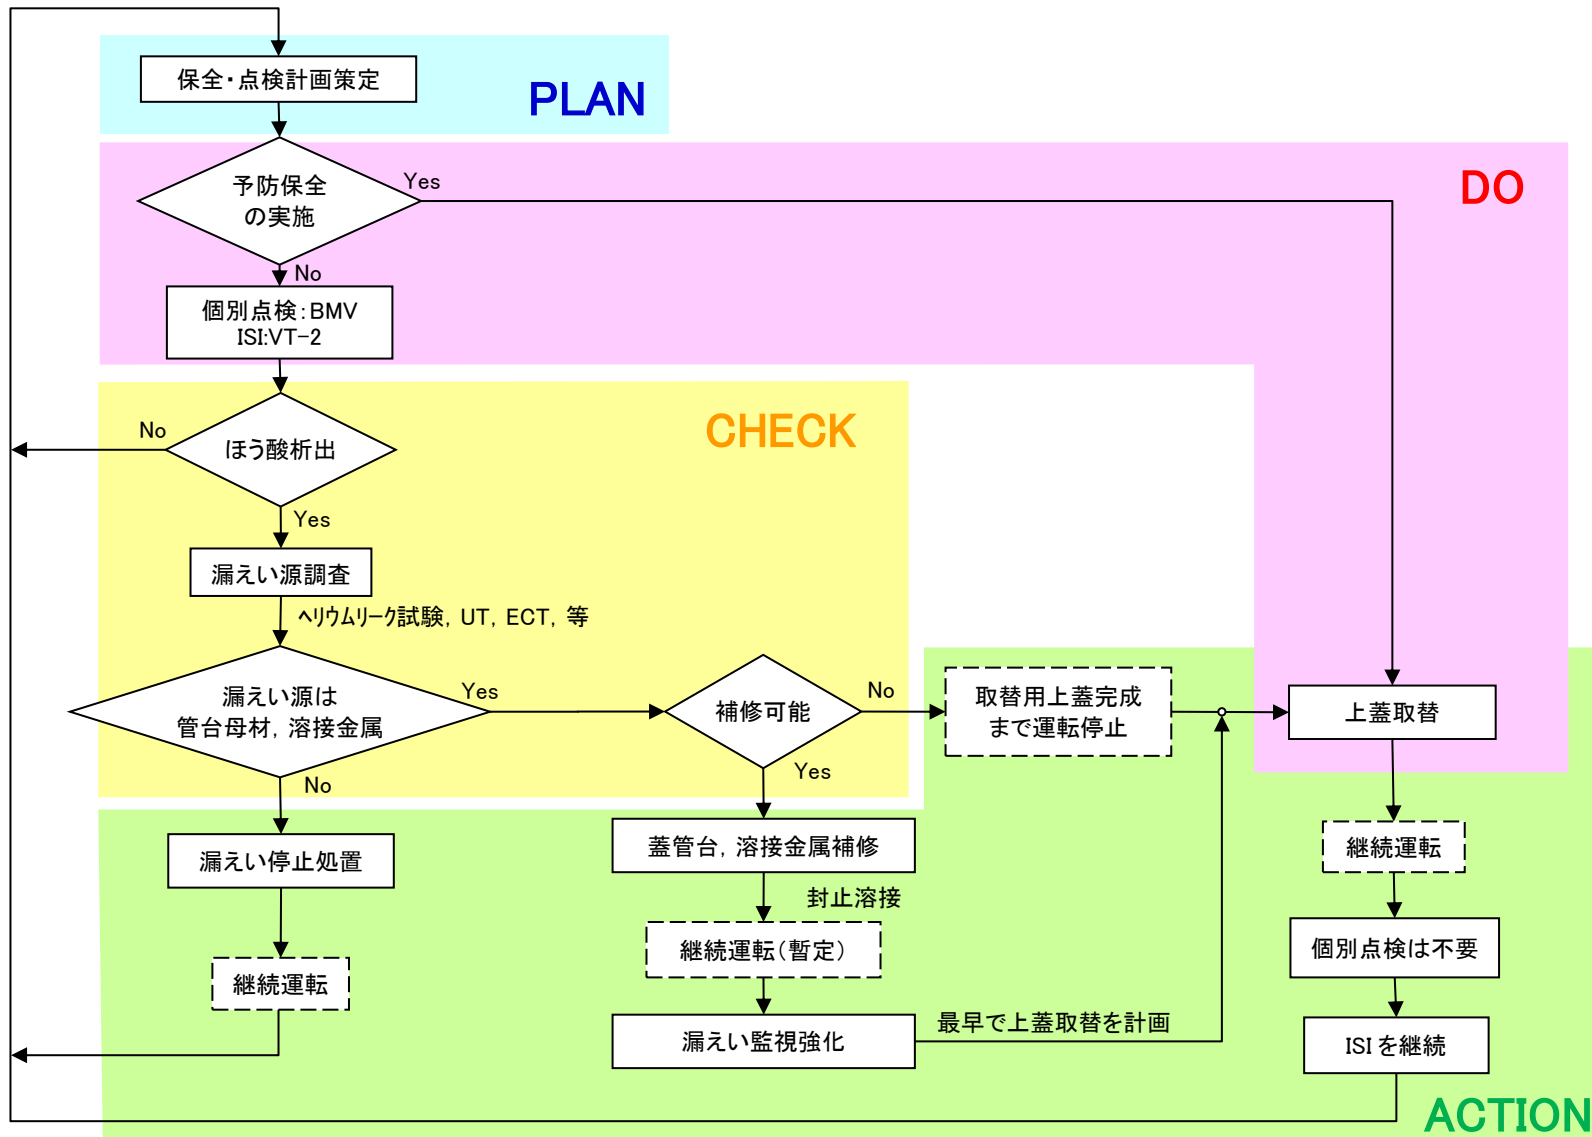 保全・点検計画策定
PLAN
予防保全
の実施
Yes
DO
No
個別点検：BMV
ISI:VT-2
CHECK
No
ほう酸析出
Yes
漏えい源調査
ﾍﾘｳﾑﾘｰｸ試験，UT，ECT，等
漏えい源は
管台母材，溶接金属
Yes
補修可能
No
取替用上蓋完成
まで運転停止
上蓋取替
No
Yes
漏えい停止処置
蓋管台，溶接金属補修
継続運転
封止溶接
継続運転（暫定）
個別点検は不要
継続運転
漏えい監視強化
最早で上蓋取替を計画
ISI を継続
ACTION